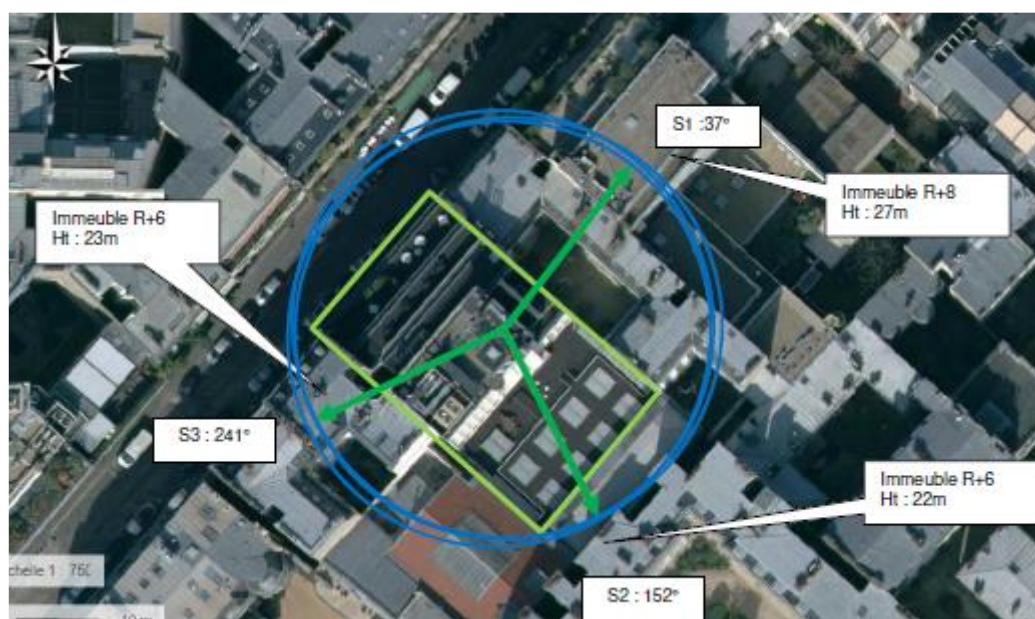 S1 :37°
Immeuble R+8
Ht : 27m
Immeuble R+6
Ht : 23m
S3 : 241°
Immeuble R+6
Ht : 22m
chelle 1 : 750
S2 : 152°